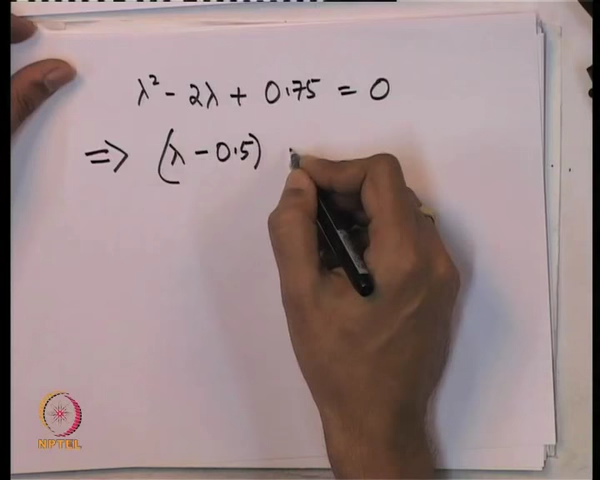 λ² - 2λ + 0.75 = 0
⇒ (λ - 0.5)
NPTEL